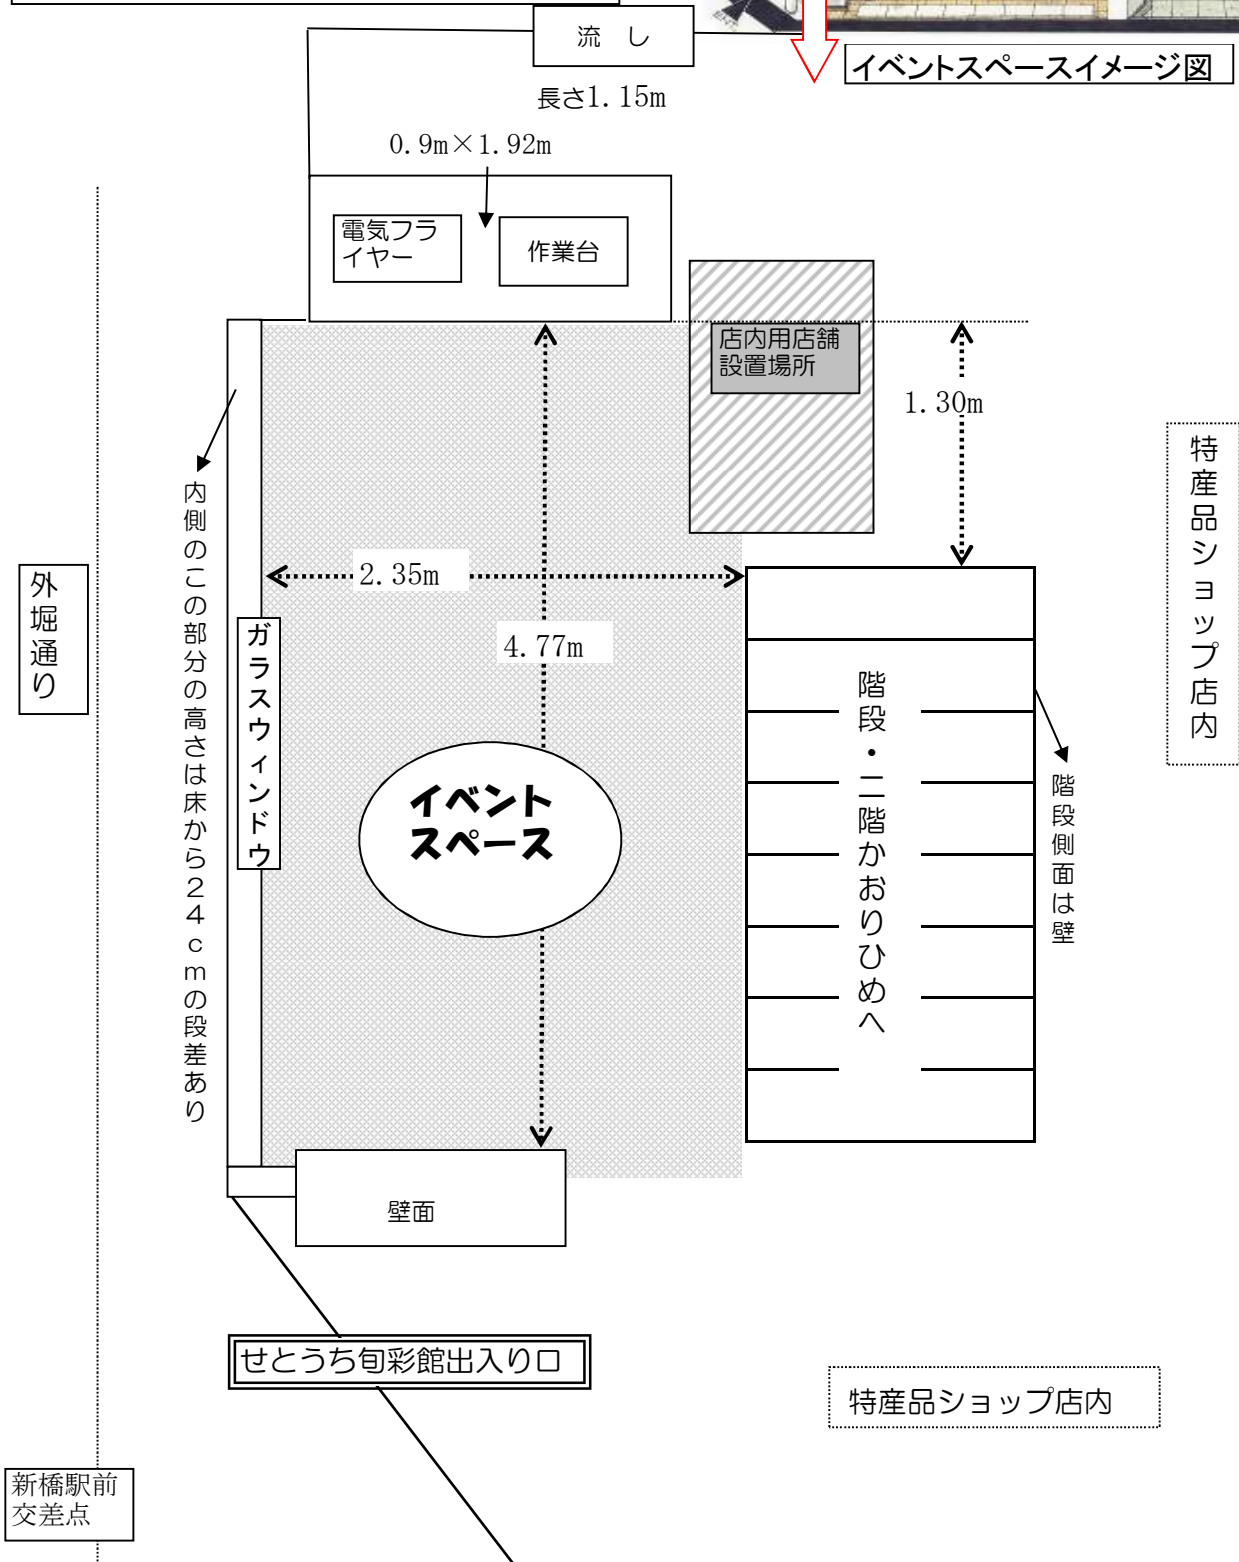 流　し
イベントスペースイメージ図
長さ1.15m
0.9m×1.92m
電気フラ
イヤー
作業台
店内用店舗
設置場所
1.30m
特産品ショップ店内
内側のこの部分の高さは床から２４ｃｍの段差あり
2.35m
外堀通り
ガラスウィンドウ
4.77m
階段・二階かおりひめへ
階段側面は壁
イベント
スペース
壁面
せとうち旬彩館出入り口
特産品ショップ店内
新橋駅前
交差点